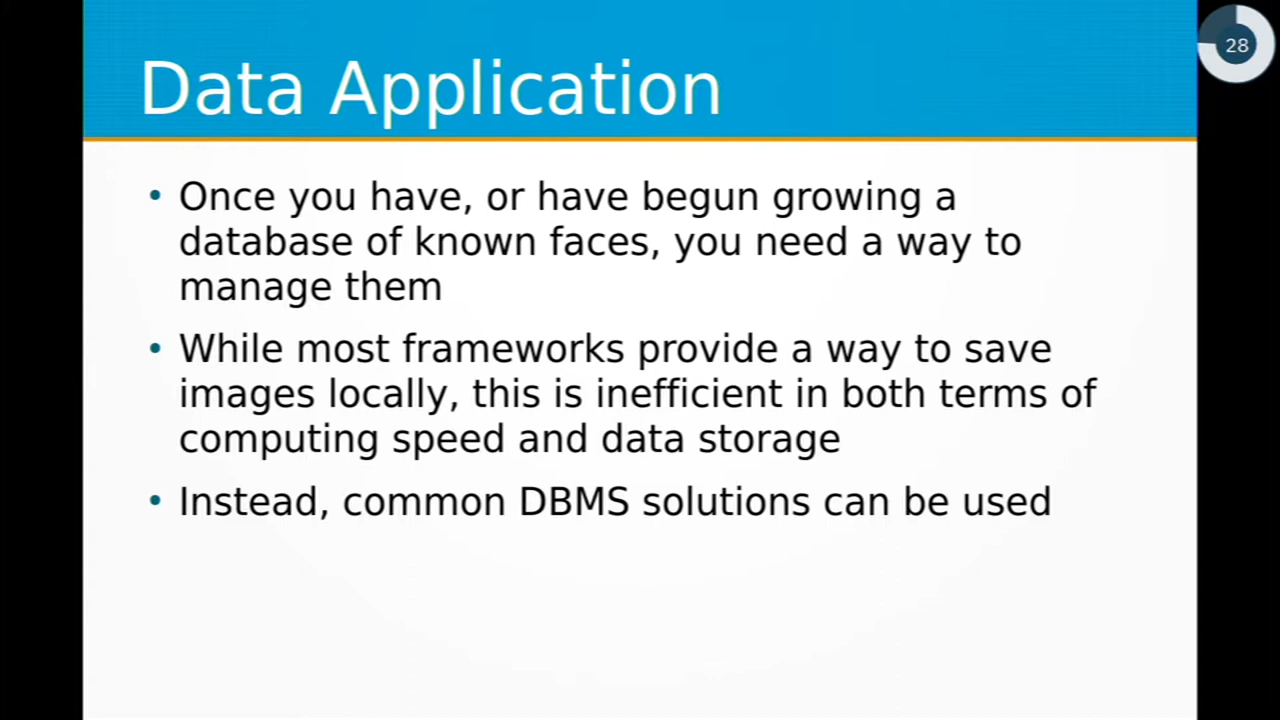 Data Application
28
• Once you have, or have begun growing a
database of known faces, you need a way to
manage them
• While most frameworks provide a way to save
images locally, this is inefficient in both terms of
computing speed and data storage
• Instead, common DBMS solutions can be used